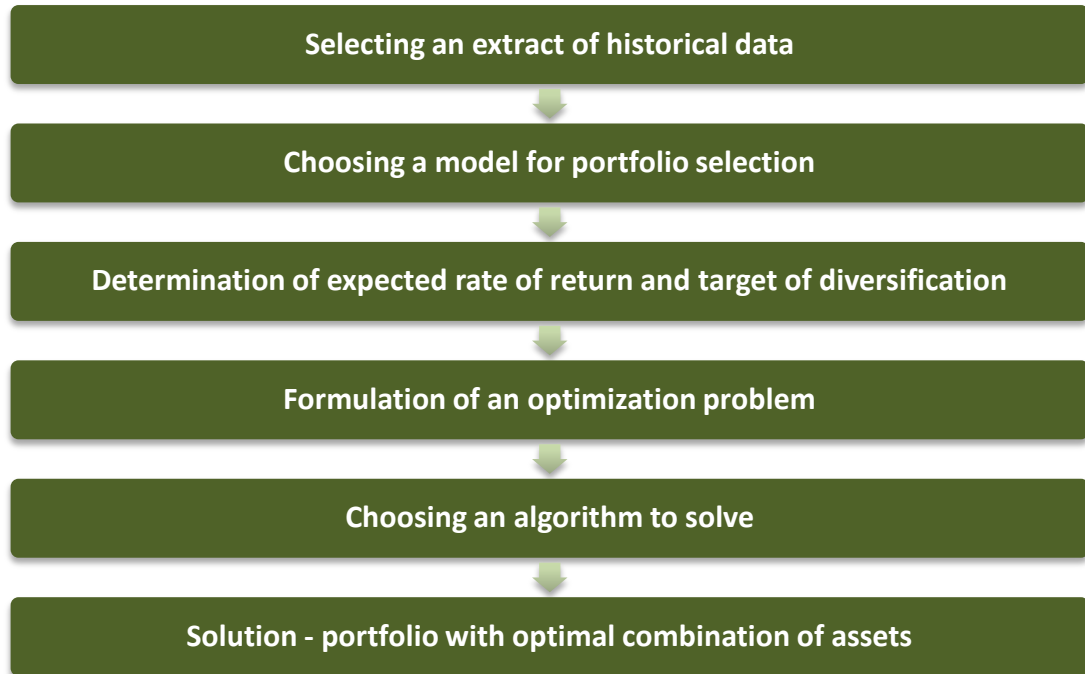 Selecting an extract of historical data
Choosing a model for portfolio selection
Determination of expected rate of return and target of diversification
Formulation of an optimization problem
Choosing an algorithm to solve
Solution - portfolio with optimal combination of assets